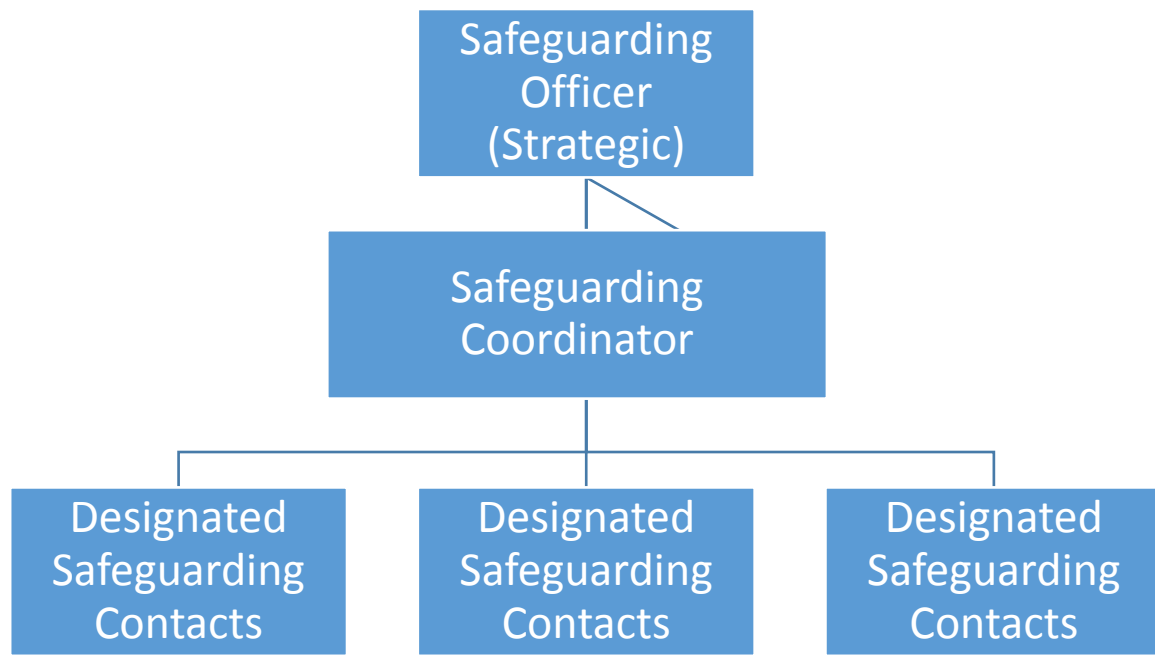 Safeguarding
Officer
(Strategic)
Safeguarding
Coordinator
Designated
Safeguarding
Contacts
Designated
Safeguarding
Contacts
Designated
Safeguarding
Contacts